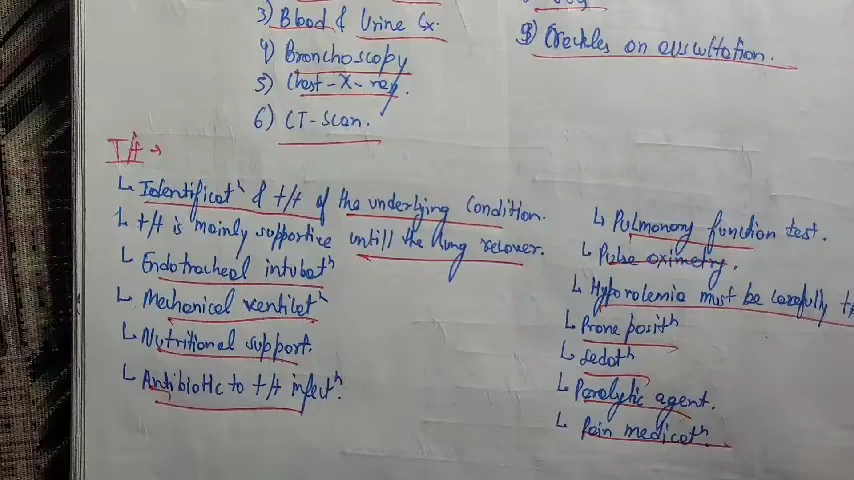 3) Blood & Urine Cx.
4) Bronchoscopy
5) Chest-X-ray.
6) CT-Scan.
5) Creckles on auscultation.
T/t →
Identificatn & t/t of the underlying Condition.
t/t is mainly supportive untill the lung recover.
Endotracheal intubatn
Mechanical ventilatn
Nutritional support.
Antibiotic to t/t infectn.
Pulmonary function test.
Pulse oximetry.
Hypovolemia must be carefully
Prone positn
sedatn
Paralytic agent.
Pain medicatn